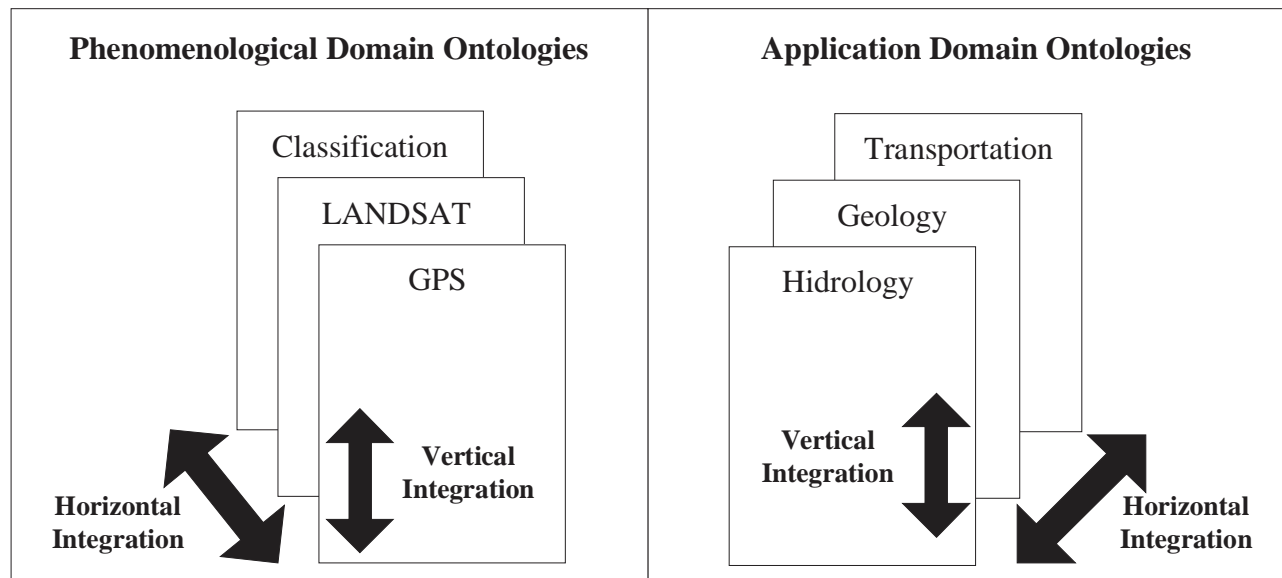 Phenomenological Domain Ontologies
Classification
LANDSAT
GPS
Vertical
Integration
Horizontal
Integration
Application Domain Ontologies
Transportation
Geology
Hidrology
Vertical
Integration
Horizontal
Integration